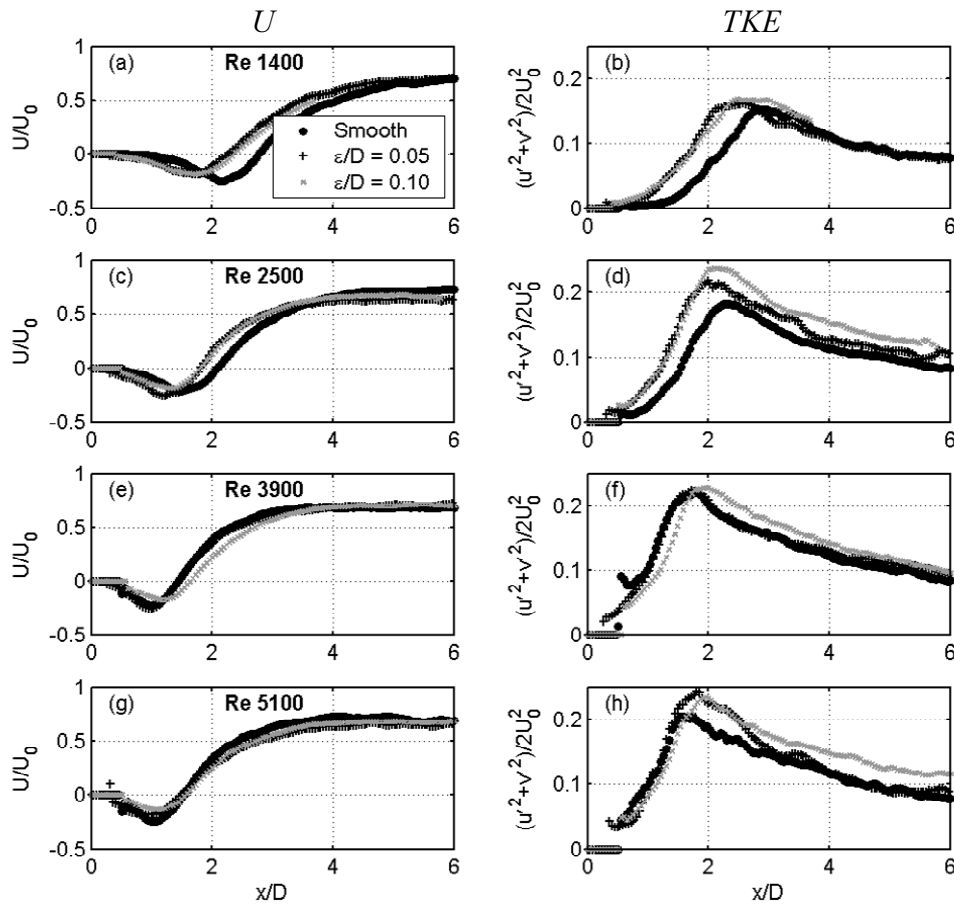 U
TKE
(a) Re 1400
U/U₀
1
0.5
0
-0.5
0 2 4 6
Smooth
ε/D = 0.05
ε/D = 0.10
(b)
(u'²+v'²)/2U₀²
0.2
0.1
0
0 2 4 6
(c) Re 2500
U/U₀
1
0.5
0
-0.5
0 2 4 6
(d)
(u'²+v'²)/2U₀²
0.2
0.1
0
0 2 4 6
(e) Re 3900
U/U₀
1
0.5
0
-0.5
0 2 4 6
(f)
(u'²+v'²)/2U₀²
0.2
0.1
0
0 2 4 6
(g) Re 5100
U/U₀
1
0.5
0
-0.5
0 2 4 6
x/D
(h)
(u'²+v'²)/2U₀²
0.2
0.1
0
0 2 4 6
x/D